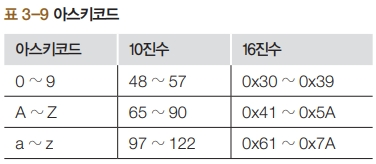 표 3-9 아스키코드
아스키코드 10진수 16진수
0 ~ 9 48 ~ 57 0x30 ~ 0x39
A ~ Z 65 ~ 90 0x41 ~ 0x5A
a ~ z 97 ~ 122 0x61 ~ 0x7A